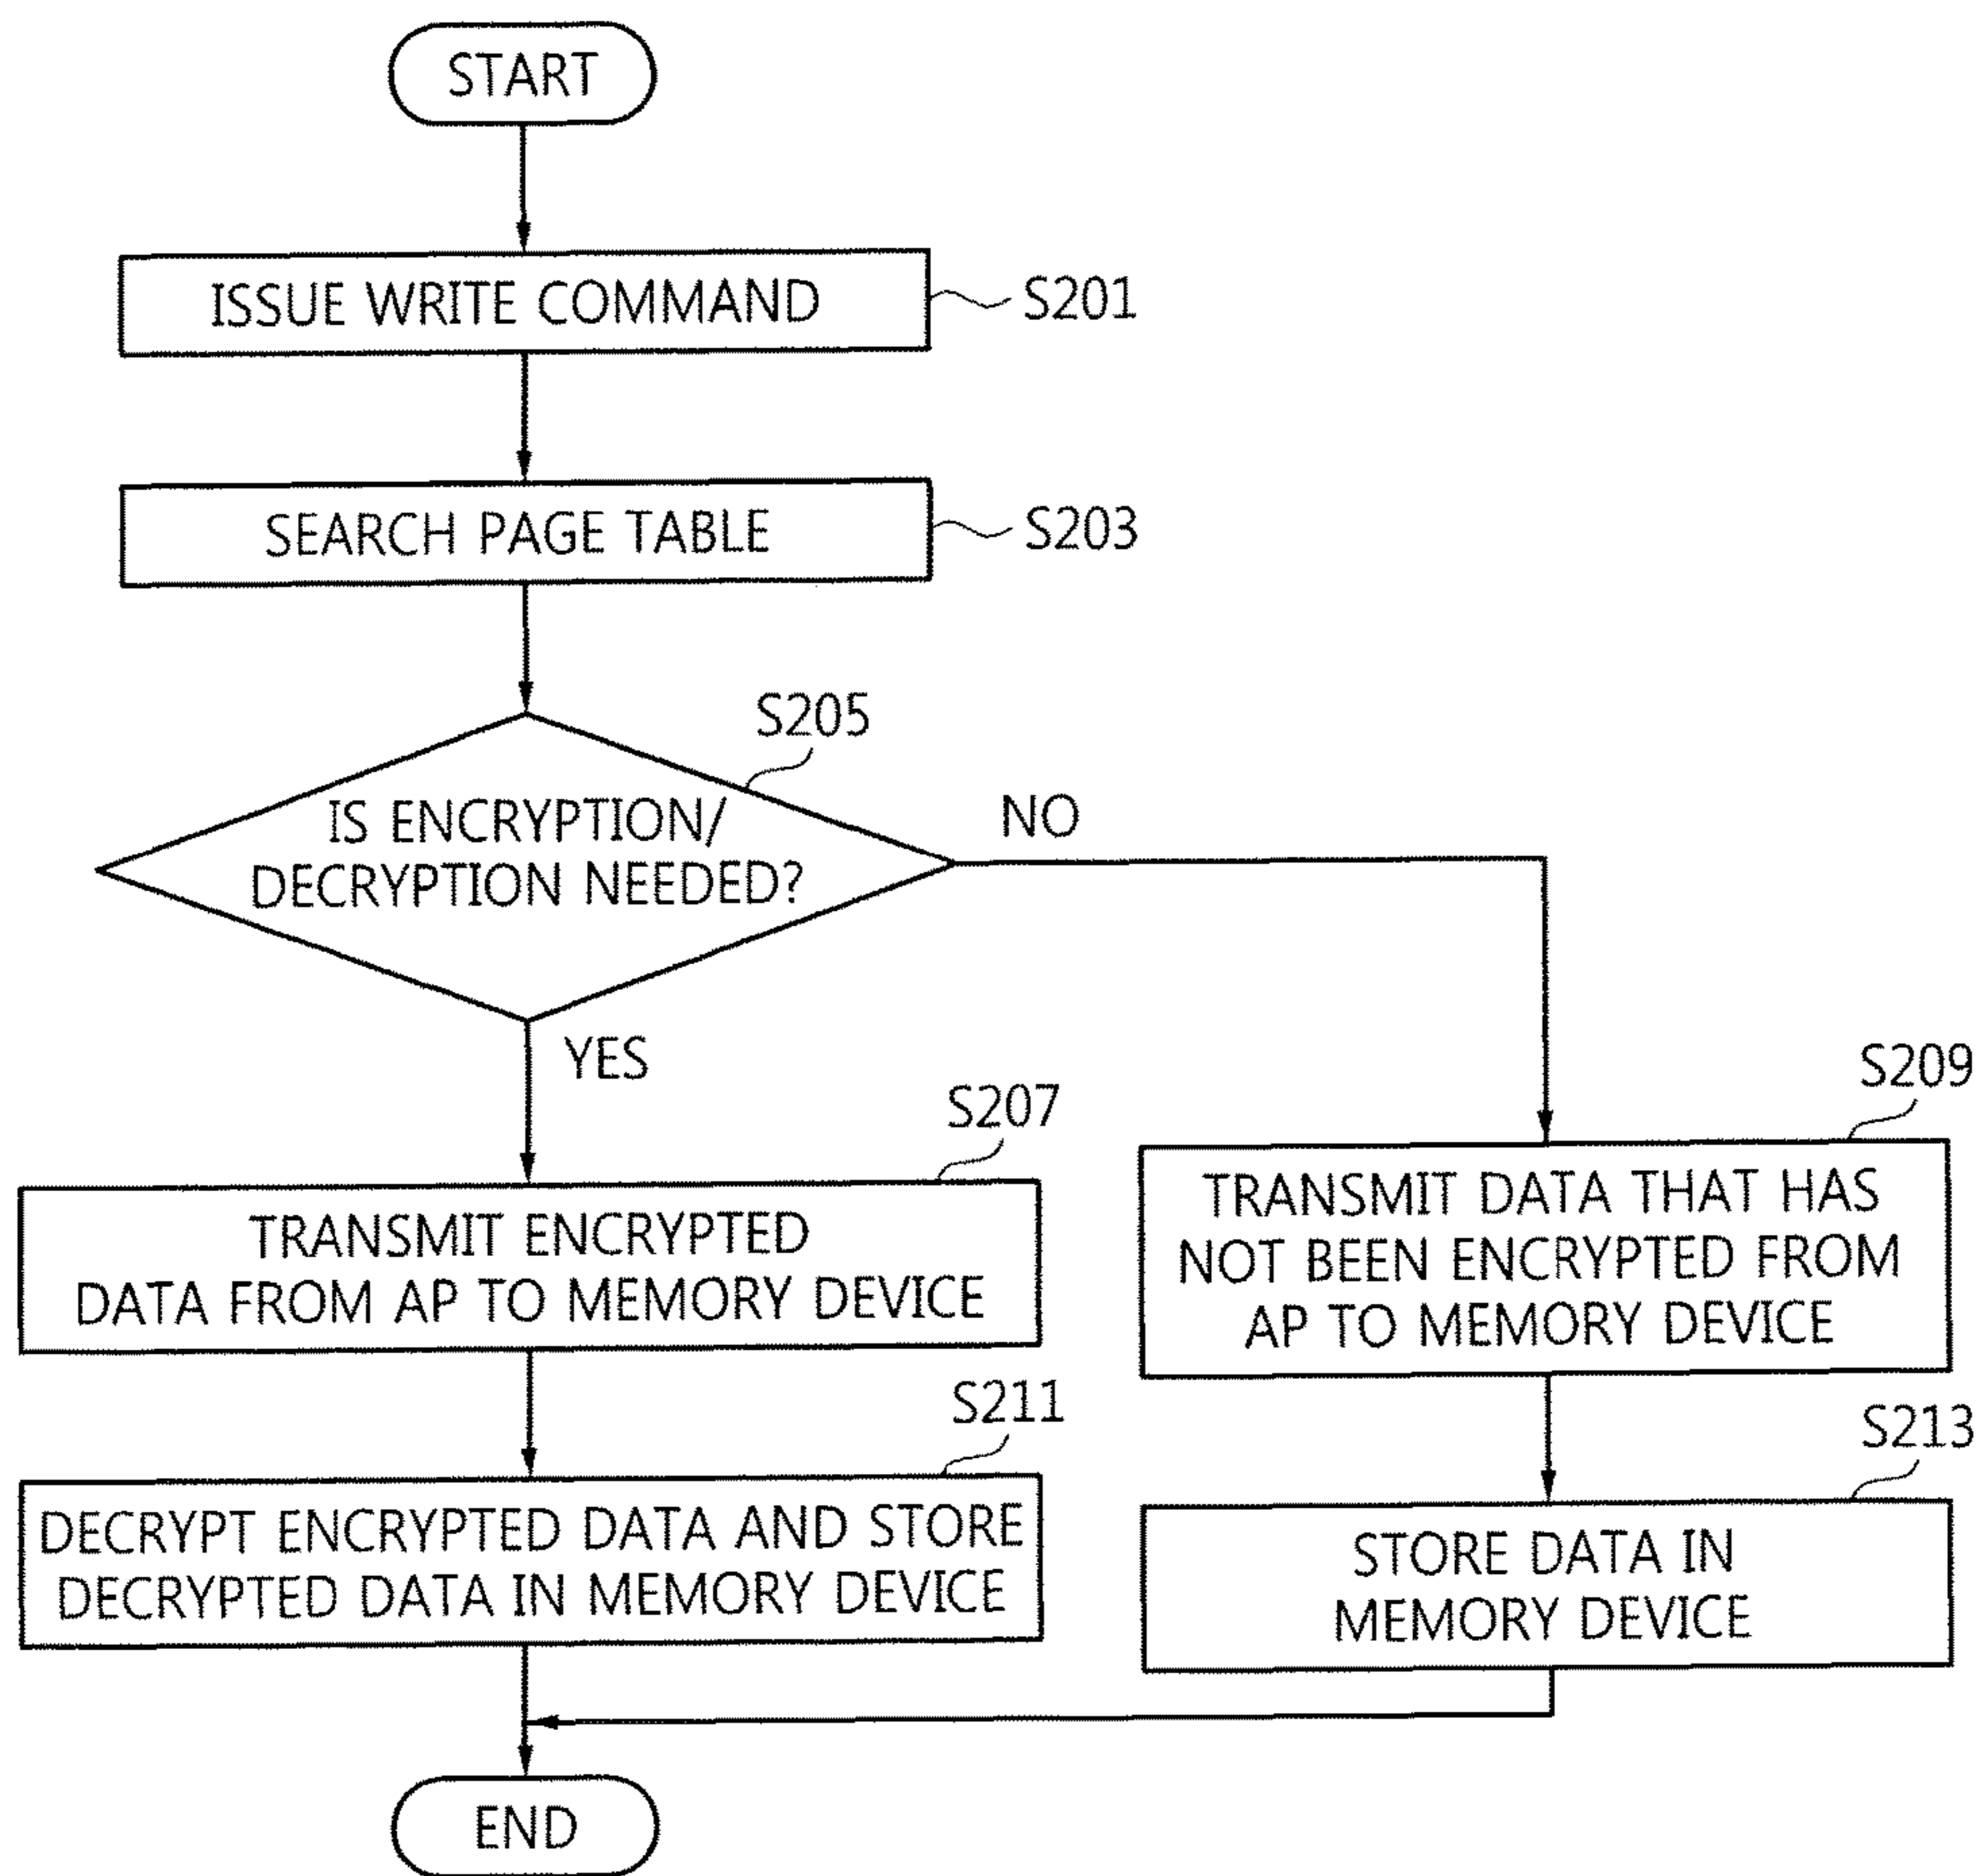 START
ISSUE WRITE COMMAND
S201
SEARCH PAGE TABLE
S203
S205
IS ENCRYPTION/
DECRYPTION NEEDED?
NO
YES
S207
TRANSMIT ENCRYPTED
DATA FROM AP TO MEMORY DEVICE
S209
TRANSMIT DATA THAT HAS
NOT BEEN ENCRYPTED FROM
AP TO MEMORY DEVICE
S211
DECRYPT ENCRYPTED DATA AND STORE
DECRYPTED DATA IN MEMORY DEVICE
S213
STORE DATA IN
MEMORY DEVICE
END